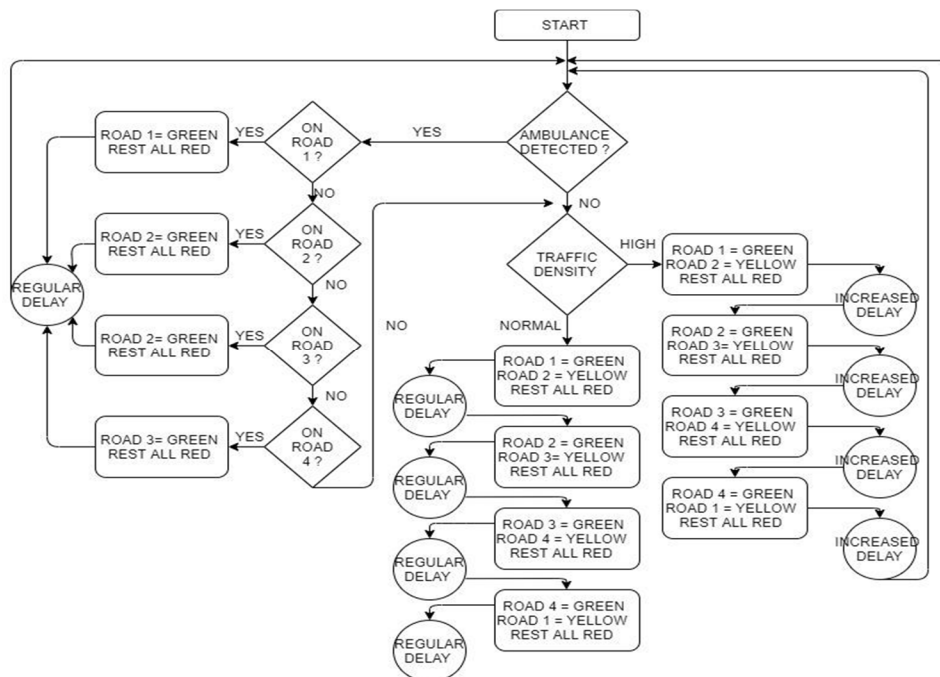 START
AMBULANCE
DETECTED ?
YES
NO
ON
ROAD
1 ?
YES
ROAD 1= GREEN
REST ALL RED
NO
ON
ROAD
2 ?
YES
ROAD 2= GREEN
REST ALL RED
NO
ON
ROAD
3 ?
YES
ROAD 2= GREEN
REST ALL RED
NO
ON
ROAD
4 ?
YES
ROAD 3= GREEN
REST ALL RED
REGULAR
DELAY
NO
TRAFFIC
DENSITY
HIGH
NORMAL
ROAD 1 = GREEN
ROAD 2 = YELLOW
REST ALL RED
REGULAR
DELAY
ROAD 2 = GREEN
ROAD 3= YELLOW
REST ALL RED
REGULAR
DELAY
ROAD 3 = GREEN
ROAD 4 = YELLOW
REST ALL RED
REGULAR
DELAY
ROAD 4 = GREEN
ROAD 1 = YELLOW
REST ALL RED
REGULAR
DELAY
ROAD 1 = GREEN
ROAD 2 = YELLOW
REST ALL RED
INCREASED
DELAY
ROAD 2 = GREEN
ROAD 3= YELLOW
REST ALL RED
INCREASED
DELAY
ROAD 3 = GREEN
ROAD 4 = YELLOW
REST ALL RED
INCREASED
DELAY
ROAD 4 = GREEN
ROAD 1 = YELLOW
REST ALL RED
INCREASED
DELAY